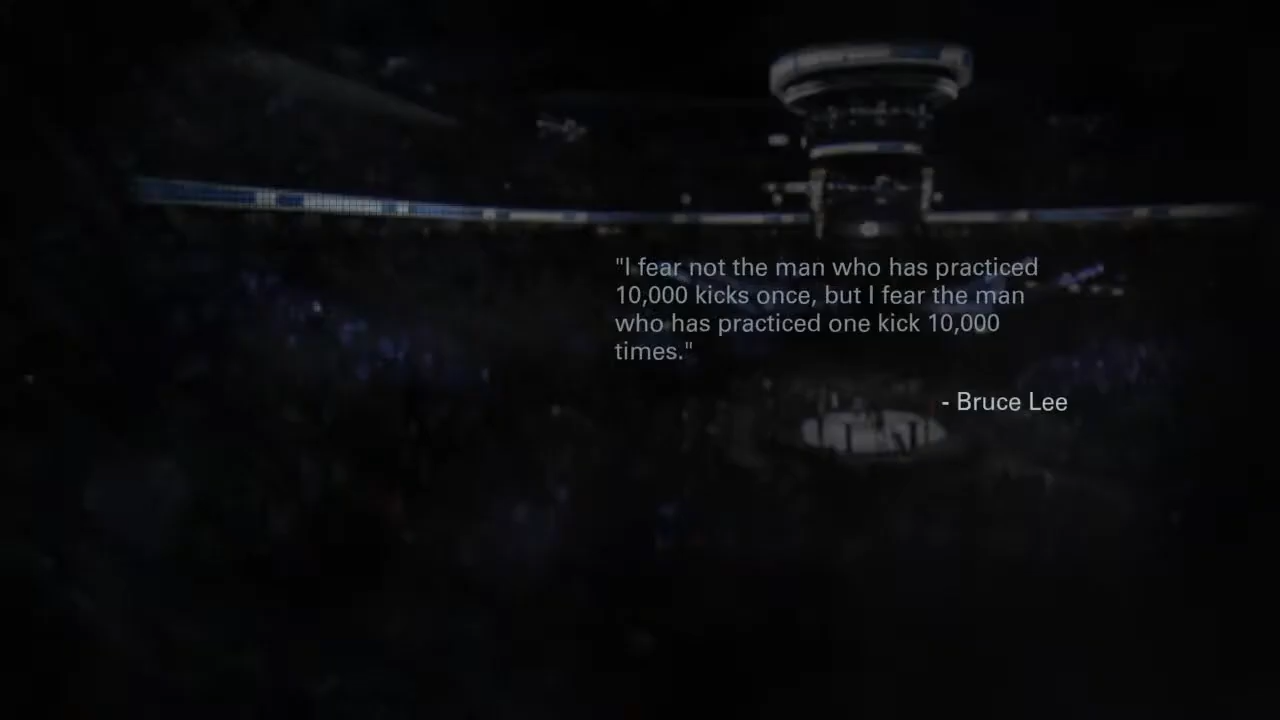 "I fear not the man who has practiced
10,000 kicks once, but I fear the man
who has practiced one kick 10,000
times."
- Bruce Lee